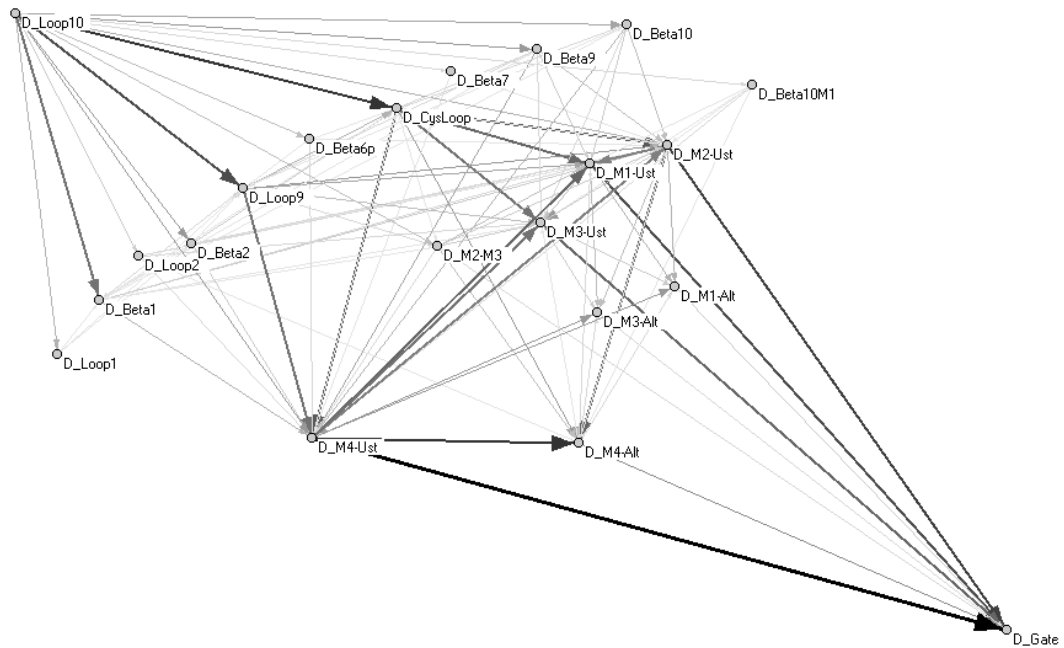 D_Loop10
D_Beta10
D_Beta9
D_Beta7
D_Beta10M1
D_CysLoop
D_Beta6p
D_M2-Ust
D_M1-Ust
D_Loop9
D_M3-Ust
D_Beta2
D_M2-M3
D_Loop2
D_M1-Alt
D_Beta1
D_M3-Alt
D_Loop1
D_M4-Ust
D_M4-Alt
D_Gate